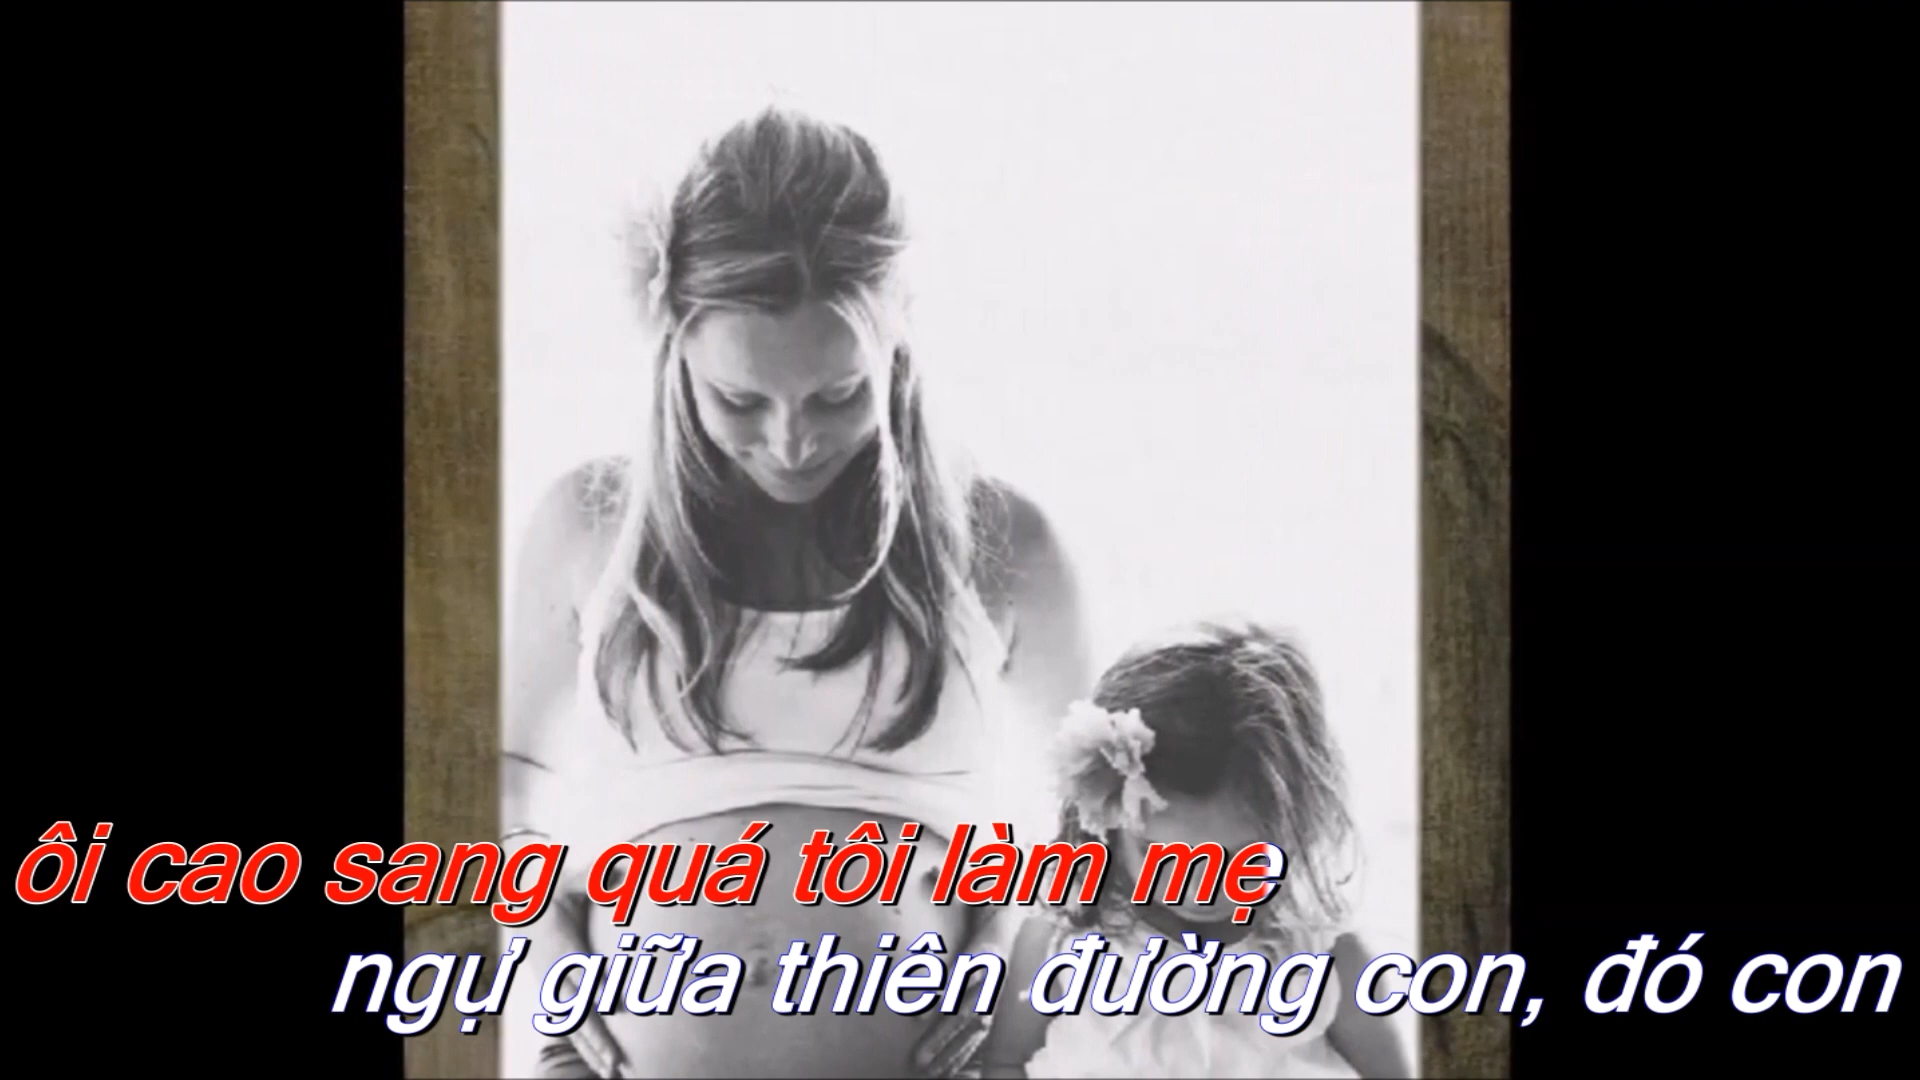 ôi cao sang quá tôi làm mẹ
ngự giữa thiên đường con, đó con